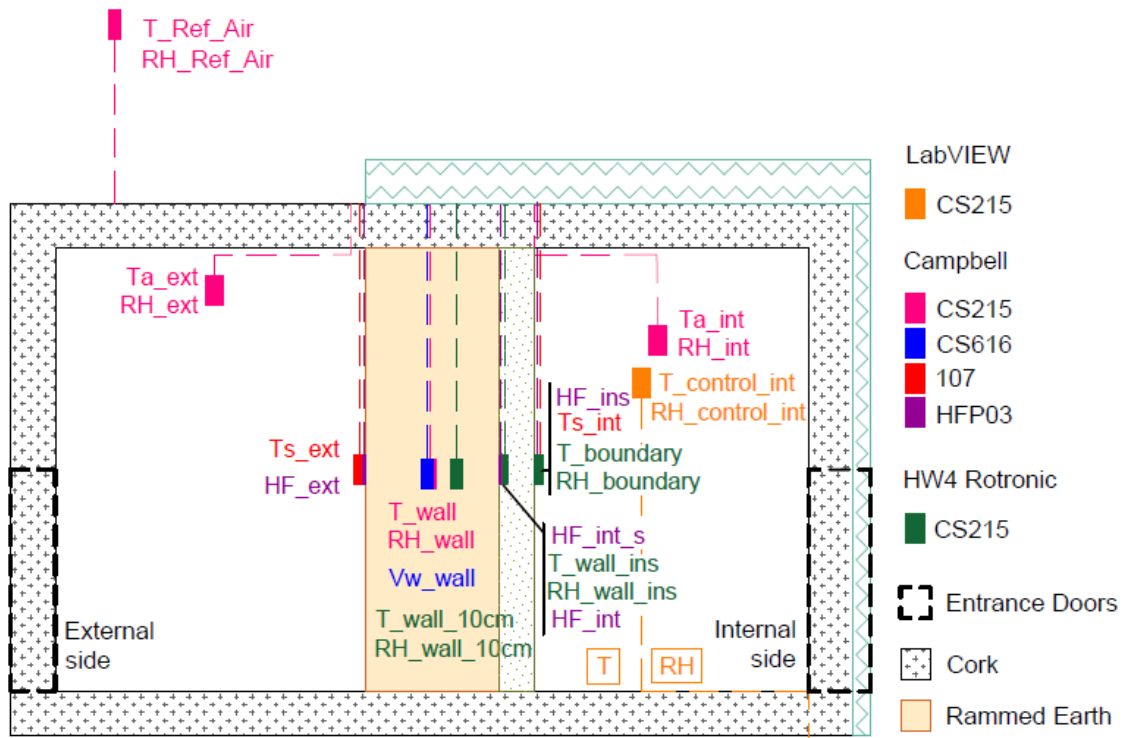 T_Ref_Air
RH_Ref_Air
Ta_ext
RH_ext
Ts_ext
HF_ext
T_wall
RH_wall
Vw_wall
T_wall_10cm
RH_wall_10cm
External
side
Ta_int
RH_int
T_control_int
RH_control_int
HF_ins
Ts_int
T_boundary
RH_boundary
HF_int_s
T_wall_ins
RH_wall_ins
HF_int
Internal
side
T
RH
LabVIEW
CS215
Campbell
CS215
CS616
107
HFP03
HW4 Rotronic
CS215
Entrance Doors
Cork
Rammed Earth